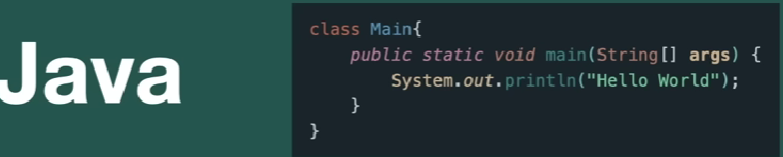 Java
class Main{
    public static void main(String[] args) {
        System.out.println("Hello World");
    }
}